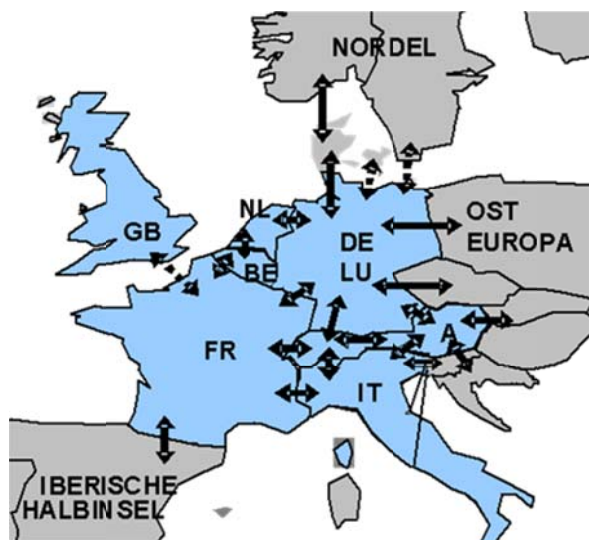 NORDEL
NL
GB
OST
EUROPA
DE
BE
LU
A
FR
IT
IBERISCHE
HALBINSEL